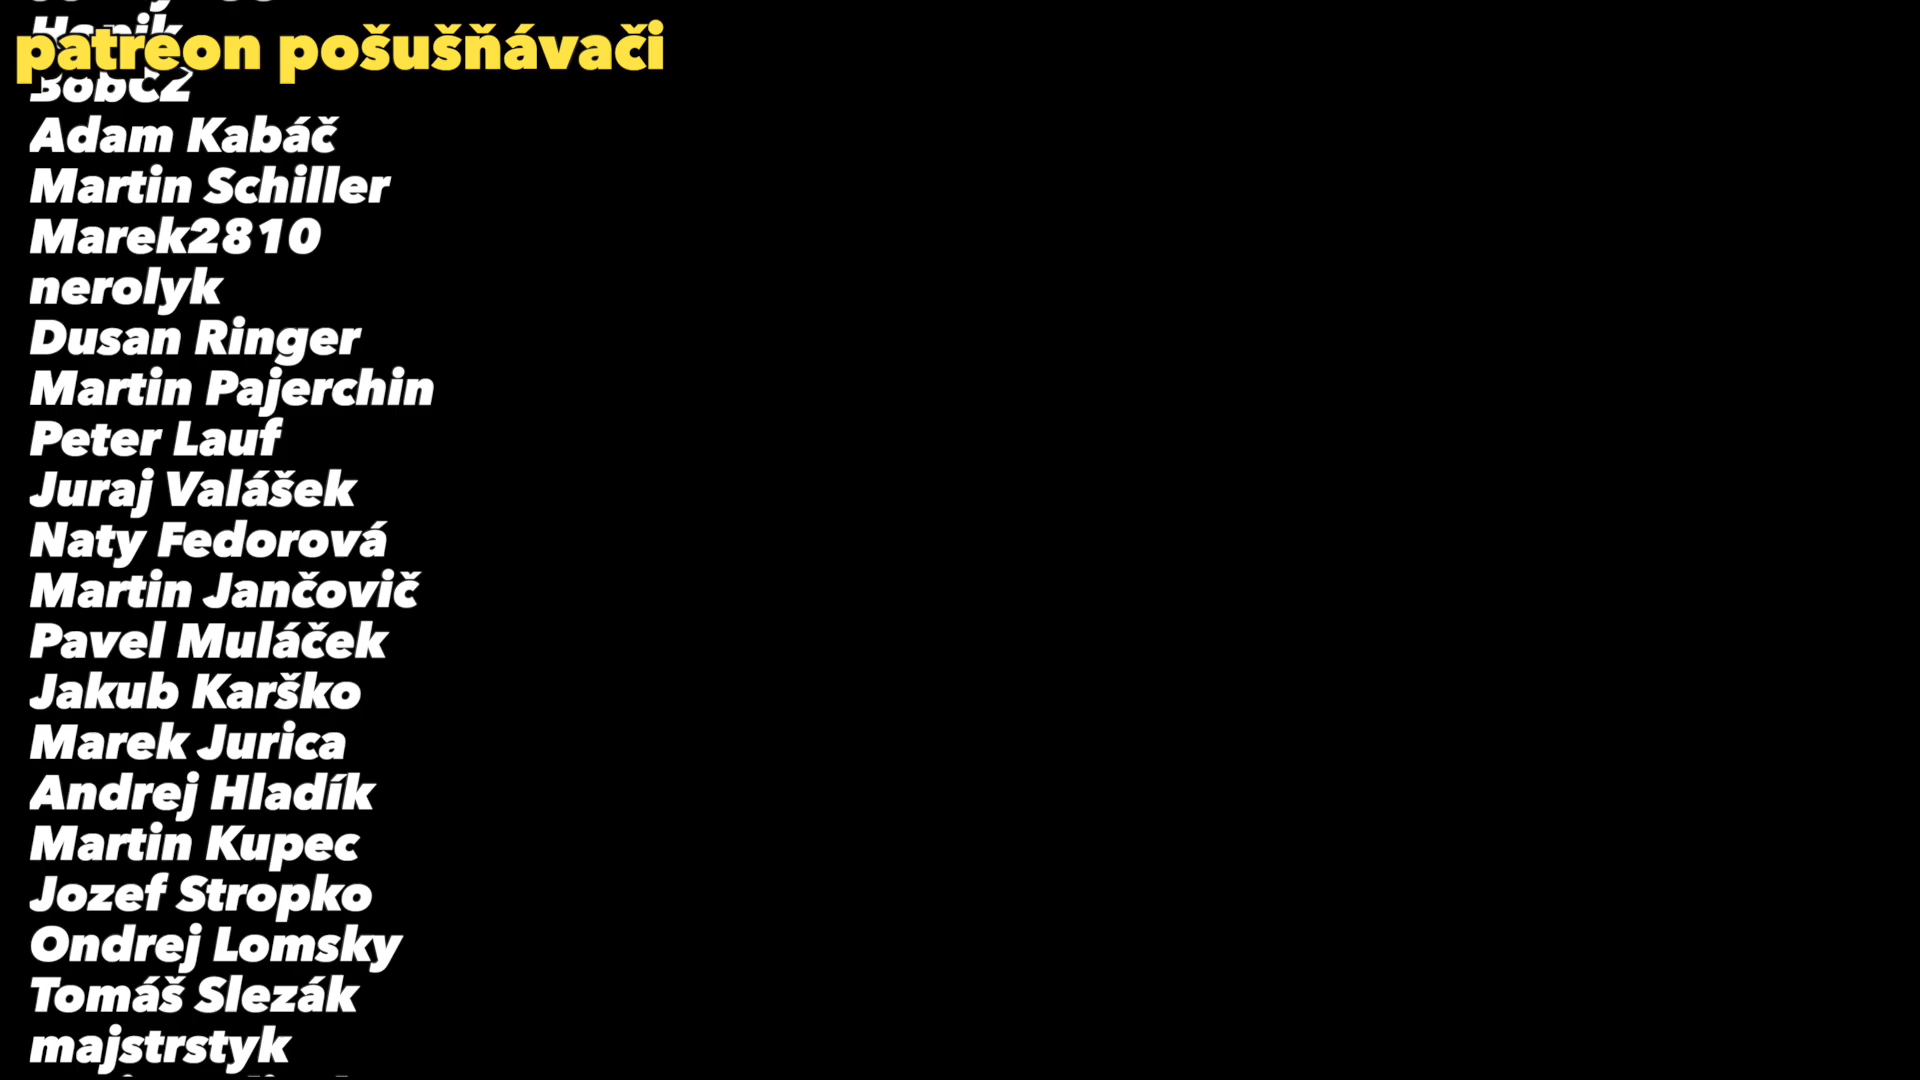 patreon pošušňávači
BobCZ
Adam Kabáč
Martin Schiller
Marek2810
nerolyk
Dusan Ringer
Martin Pajerchin
Peter Lauf
Juraj Valášek
Naty Fedorová
Martin Jančovič
Pavel Muláček
Jakub Karško
Marek Jurica
Andrej Hladík
Martin Kupec
Jozef Stropko
Ondrej Lomsky
Tomáš Slezák
majstrstyk